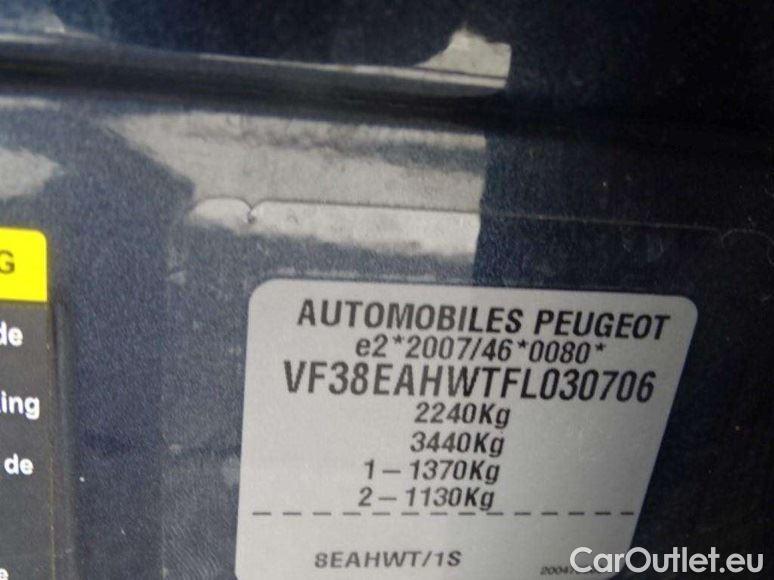 G
de
ing
de
AUTOMOBILES PEUGEOT
e2*2007/46*0080*
VF38EAHWTFL030706
2240Kg
3440Kg
1-1370Kg
2-1130Kg
8EAHWT/1S
CarOutlet.eu